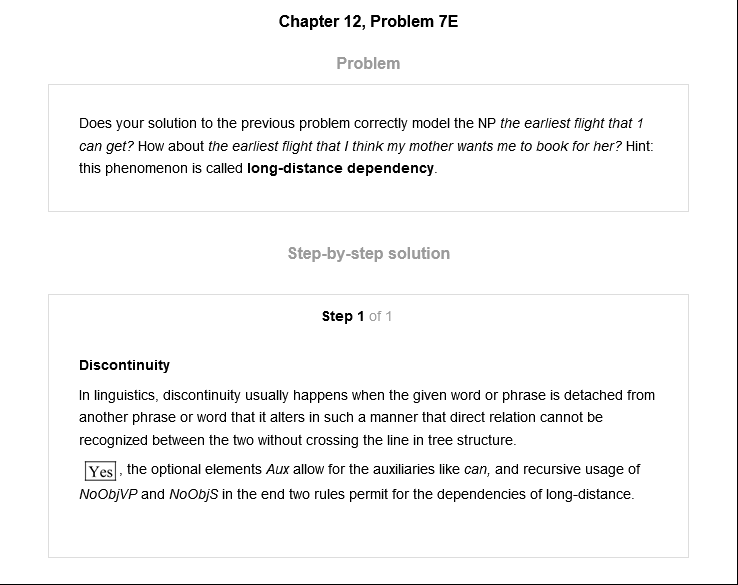 Chapter 12, Problem 7E
Problem
Does your solution to the previous problem correctly model the NP the earliest flight that 1
can get? How about the earliest flight that I think my mother wants me to book for her? Hint:
this phenomenon is called long-distance dependency.
Step-by-step solution
Step 1 of 1
Discontinuity
In linguistics, discontinuity usually happens when the given word or phrase is detached from
another phrase or word that it alters in such a manner that direct relation cannot be
recognized between the two without crossing the line in tree structure.
Yes, the optional elements Aux allow for the auxiliaries like can, and recursive usage of
NoObjVP and NoObjS in the end two rules permit for the dependencies of long-distance.